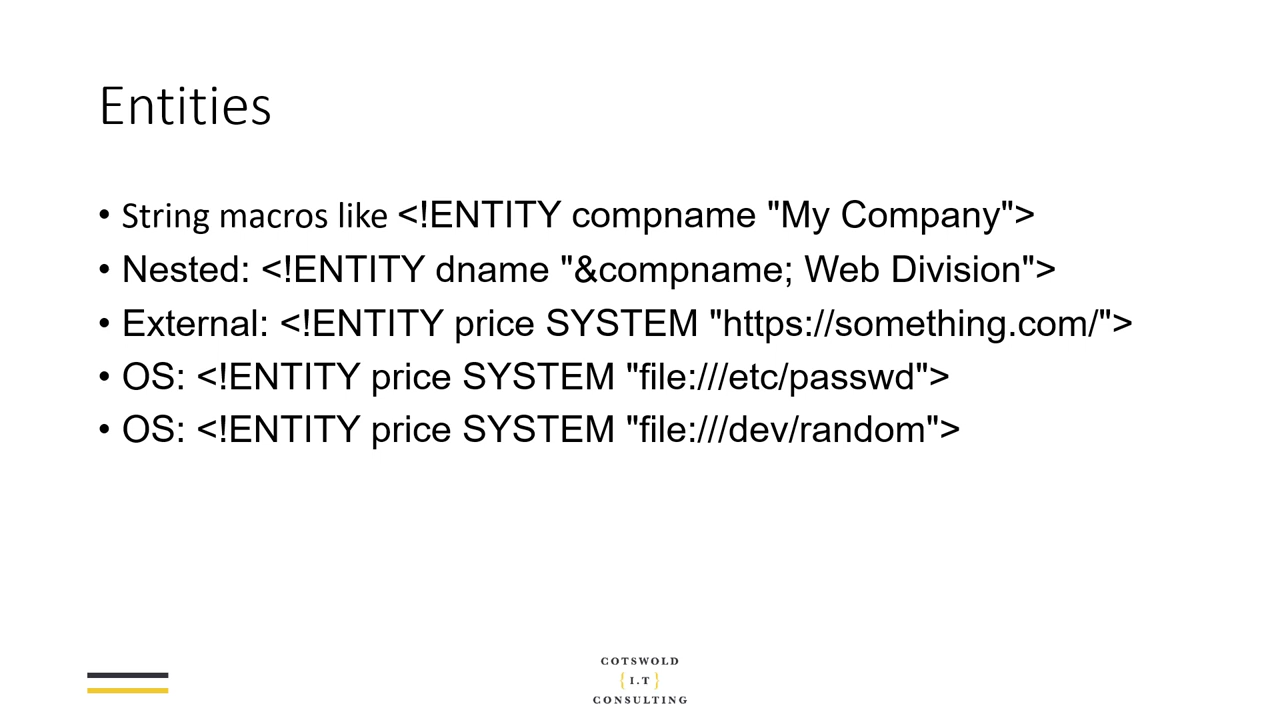 Entities
• String macros like <!ENTITY compname "My Company">
• Nested: <!ENTITY dname "&compname; Web Division">
• External: <!ENTITY price SYSTEM "https://something.com/">
• OS: <!ENTITY price SYSTEM "file:///etc/passwd">
• OS: <!ENTITY price SYSTEM "file:///dev/random">
COTSWOLD
{ I.T }
CONSULTING